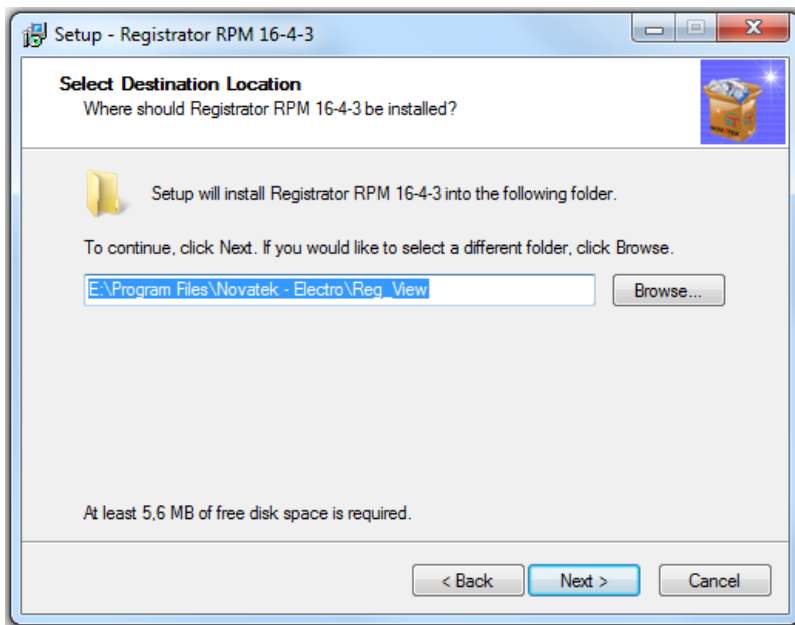 Setup - Registrator RPM 16-4-3
Select Destination Location
Where should Registrator RPM 16-4-3 be installed?
Setup will install Registrator RPM 16-4-3 into the following folder.
To continue, click Next. If you would like to select a different folder, click Browse.
E:\Program Files\Novatek - Electro\Reg_View
Browse...
At least 5,6 MB of free disk space is required.
< Back
Next >
Cancel